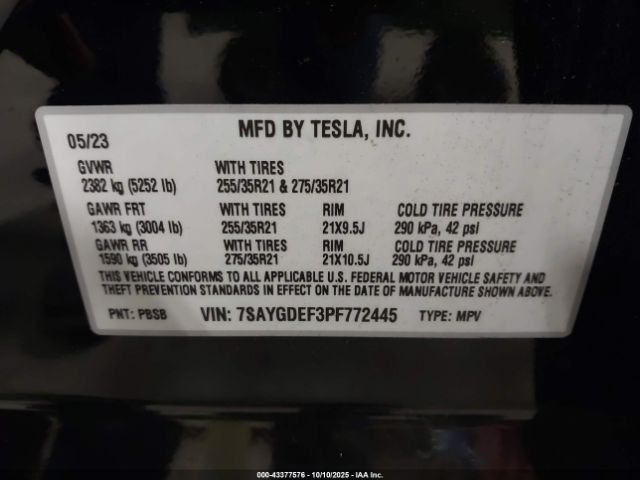 MFD BY TESLA, INC.
05/23
GVWR WITH TIRES
2382 kg (5252 lb) 255/35R21 & 275/35R21
GAWR FRT WITH TIRES RIM COLD TIRE PRESSURE
1363 kg (3004 lb) 255/35R21 21X9.5J 290 kPa, 42 psi
GAWR RR WITH TIRES RIM COLD TIRE PRESSURE
1590 kg (3505 lb) 275/35R21 21X10.5J 290 kPa, 42 psi
THIS VEHICLE CONFORMS TO ALL APPLICABLE U.S. FEDERAL MOTOR VEHICLE SAFETY AND
THEFT PREVENTION STANDARDS IN EFFECT ON THE DATE OF MANUFACTURE SHOWN ABOVE.
PNT: PBSB VIN: 7SAYGDEF3PF772445 TYPE: MPV
000-43377576 - 10/10/2025 - © IAA Inc.